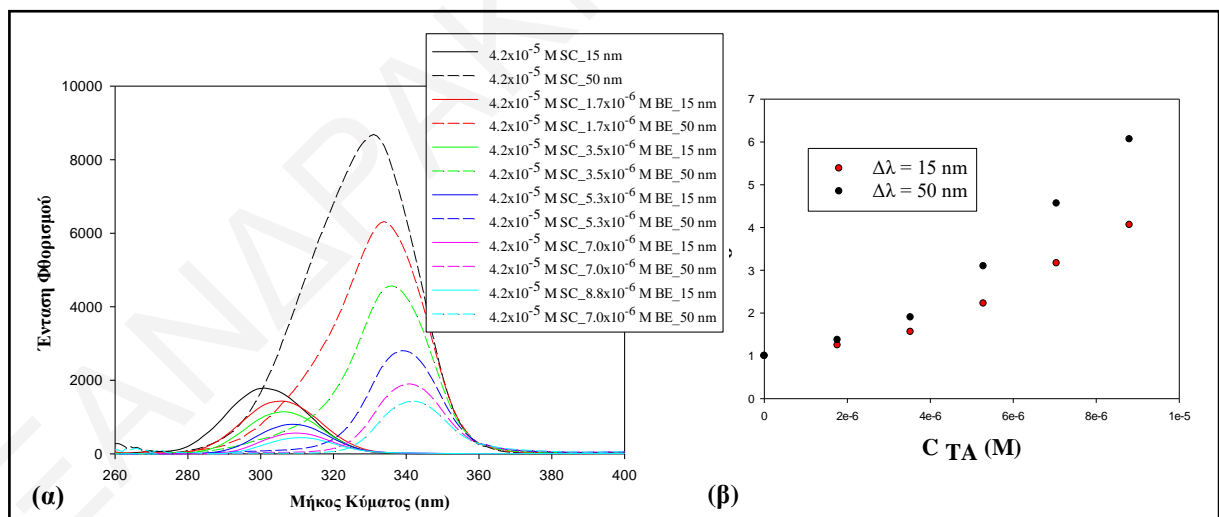 4.2x10⁻⁵ M SC_15 nm
4.2x10⁻⁵ M SC_50 nm
4.2x10⁻⁵ M SC_1.7x10⁻⁶ M BE_15 nm
4.2x10⁻⁵ M SC_1.7x10⁻⁶ M BE_50 nm
4.2x10⁻⁵ M SC_3.5x10⁻⁶ M BE_15 nm
4.2x10⁻⁵ M SC_3.5x10⁻⁶ M BE_50 nm
4.2x10⁻⁵ M SC_5.3x10⁻⁶ M BE_15 nm
4.2x10⁻⁵ M SC_5.3x10⁻⁶ M BE_50 nm
4.2x10⁻⁵ M SC_7.0x10⁻⁶ M BE_15 nm
4.2x10⁻⁵ M SC_7.0x10⁻⁶ M BE_50 nm
4.2x10⁻⁵ M SC_8.8x10⁻⁶ M BE_15 nm
4.2x10⁻⁵ M SC_7.0x10⁻⁶ M BE_50 nm
10000
8000
6000
4000
2000
0
Ένταση Φθορισμού
260 280 300 320 340 360 380 400
Μήκος Κύματος (nm)
(α)
7
6
5
4
3
2
1
0
Δλ = 15 nm
Δλ = 50 nm
0 2e-6 4e-6 6e-6 8e-6 1e-5
C TA (M)
(β)